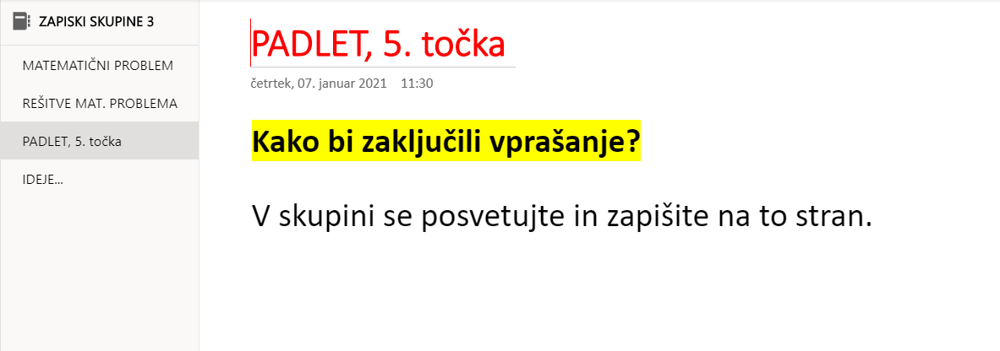 ZAPISKI SKUPINE 3
MATEMATIČNI PROBLEM
REŠITVE MAT. PROBLEMA
PADLET, 5. točka
IDEJE...
PADLET, 5. točka
četrtek, 07. januar 2021 11:30
Kako bi zaključili vprašanje?
V skupini se posvetujte in zapišite na to stran.